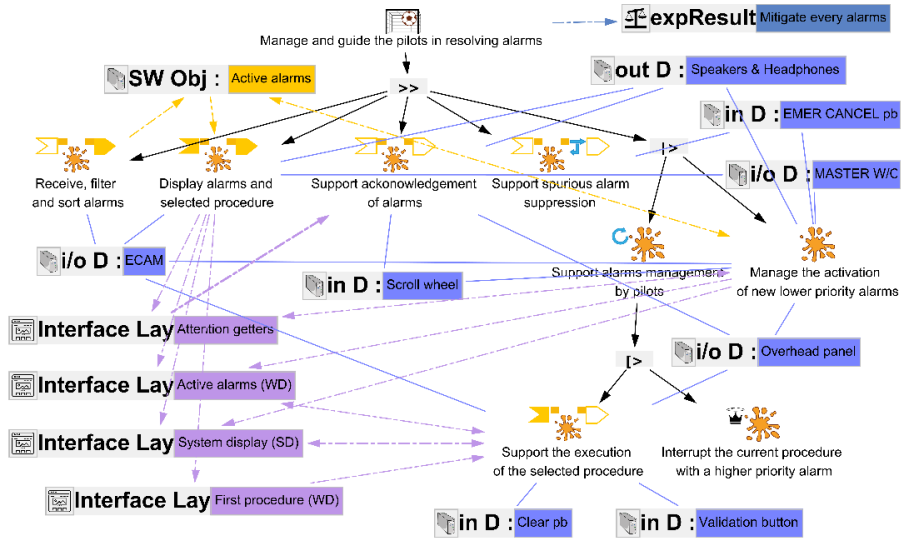 expResult Mitigate every alarms
Manage and guide the pilots in resolving alarms
SW Obj : Active alarms
out D : Speakers & Headphones
>>
in D : EMER CANCEL pb
|>
Receive, filter
and sort alarms
Display alarms and
selected procedure
Support ackonowledgement
of alarms
Support spurious alarm
suppression
i/o D : MASTER W/C
i/o D : ECAM
in D : Scroll wheel
Support alarms management
by pilots
Manage the activation
of new lower priority alarms
Interface Lay Attention getters
i/o D : Overhead panel
[>
Interface Lay Active alarms (WD)
Interface Lay System display (SD)
Support the execution
of the selected procedure
Interrupt the current procedure
with a higher priority alarm
Interface Lay First procedure (WD)
in D : Clear pb
in D : Validation button